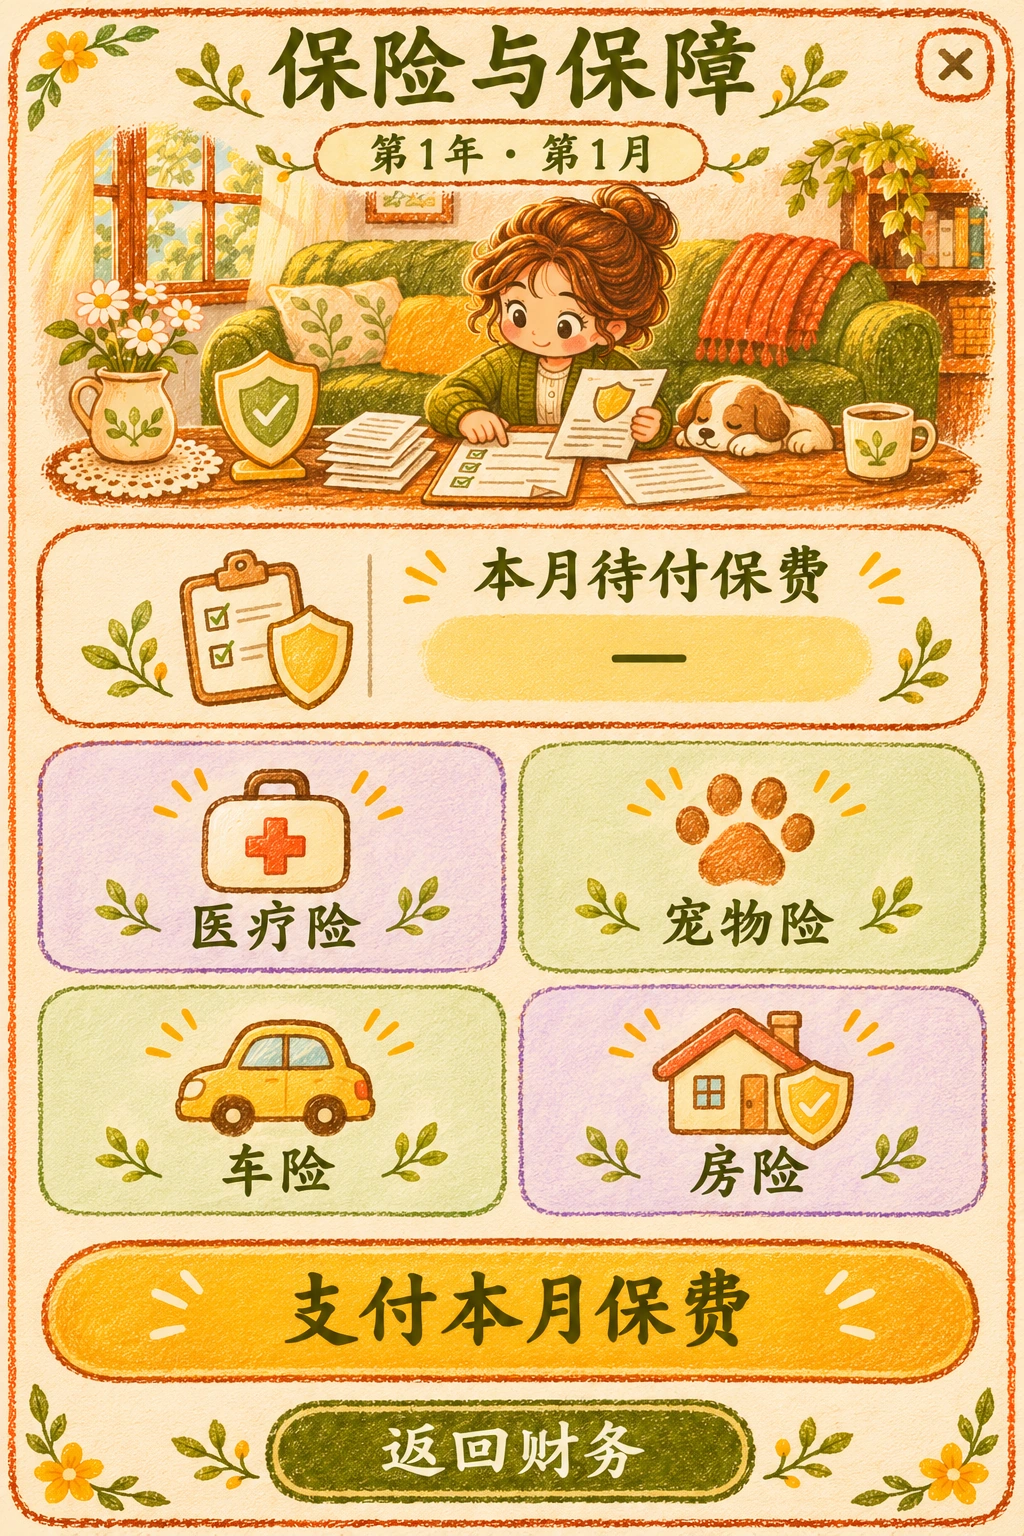 保险与保障
第1年·第1月
本月待付保费
—
医疗险
宠物险
车险
房险
支付本月保费
返回财务